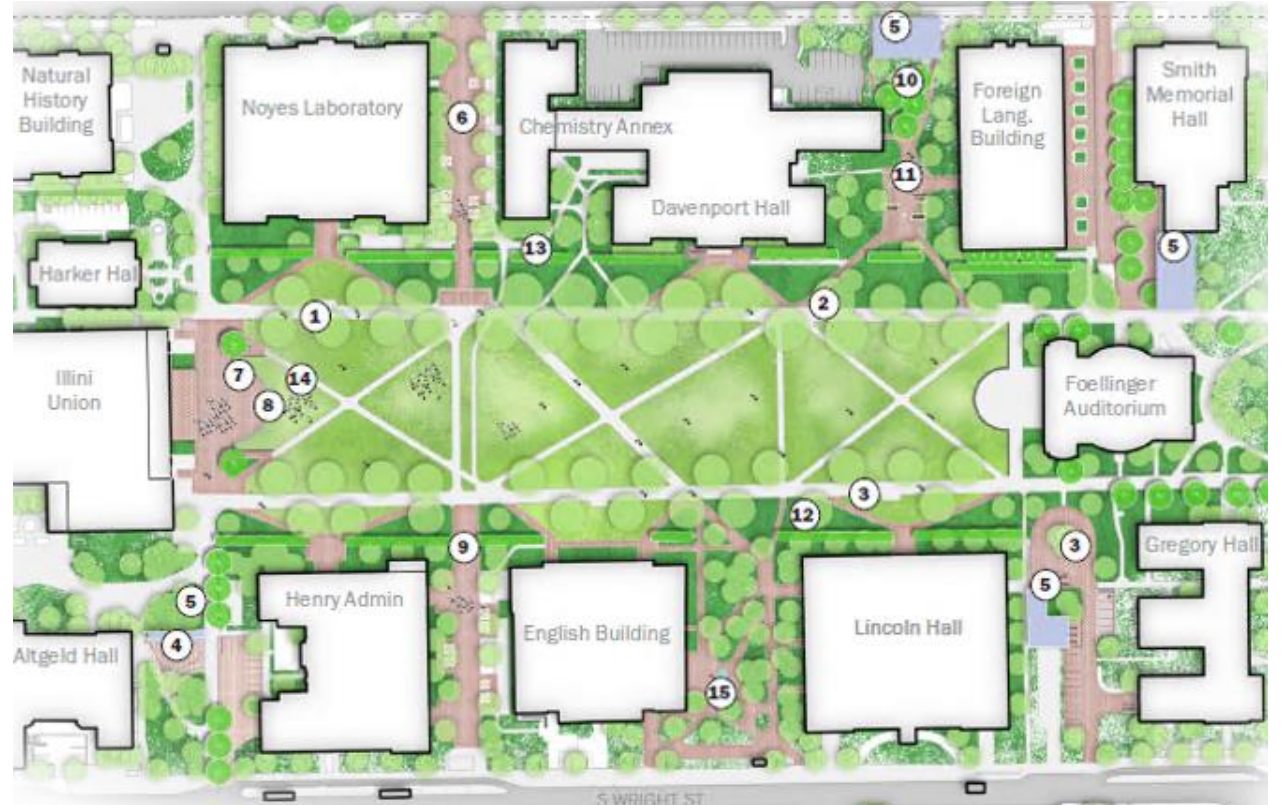 5
Natural
History
Building
Noyes Laboratory
6
Chemistry Annex
10
Foreign
Lang.
Building
Smith
Memorial
Hall
11
Davenport Hall
13
5
Harker Hal
1
2
Illini
Union
7
14
8
Foellinger
Auditorium
3
12
9
3
Gregory Hall
5
Henry Admin
5
English Building
Lincoln Hall
4
Altgeld Hall
15
S WRIGHT ST